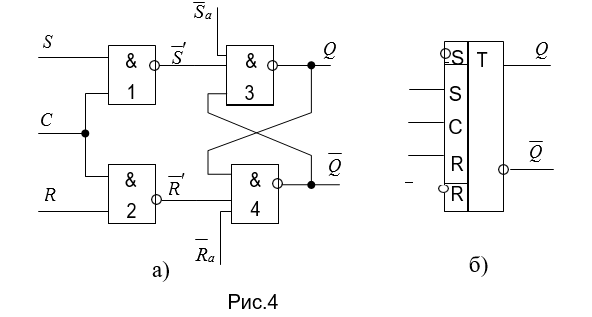 S̅ₐ
S & S̅′ & Q
1 3
C
Q̅
& R̅′ &
R 2 4
R̅ₐ
а)
S T Q
S
C
R Q̅
R
б)
Рис.4